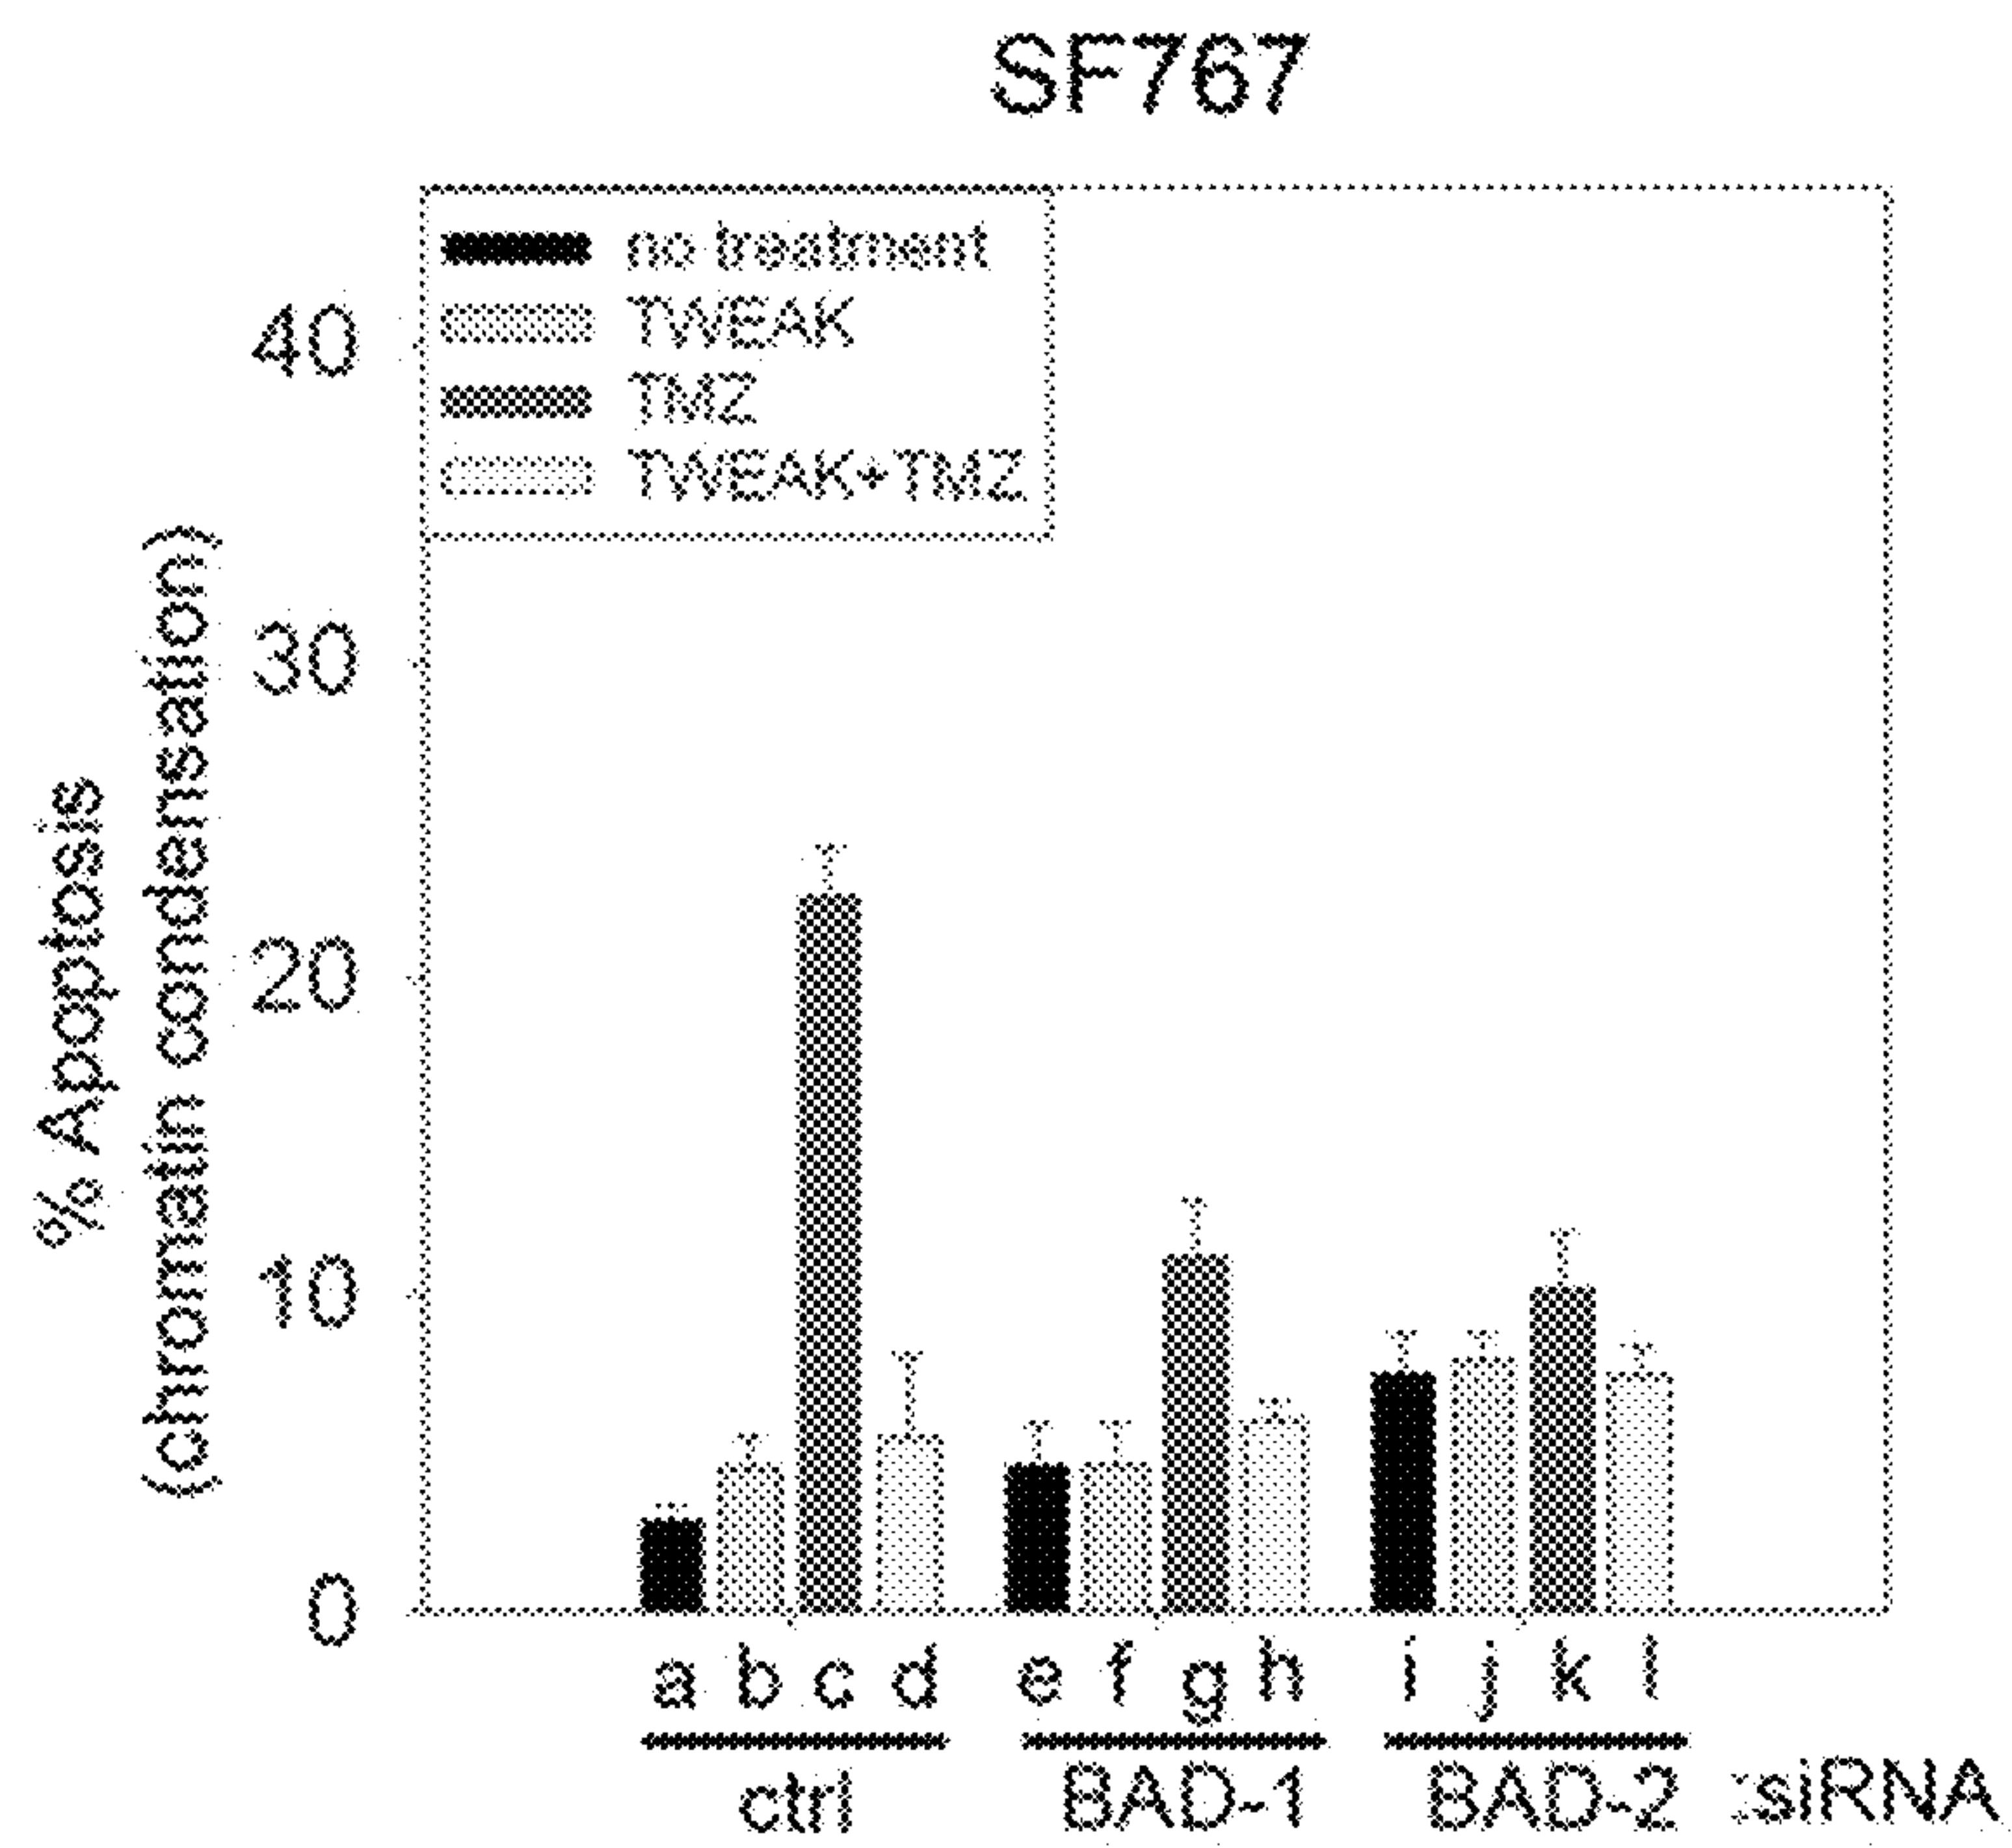 SF767
no treatment
TWEAK
TMZ
TWEAK+TMZ
% Apoptosis
(chromatin condensation)
40
30
20
10
0
a b c d e f g h i j k l
ctrl BAD-1 BAD-2 :siRNA